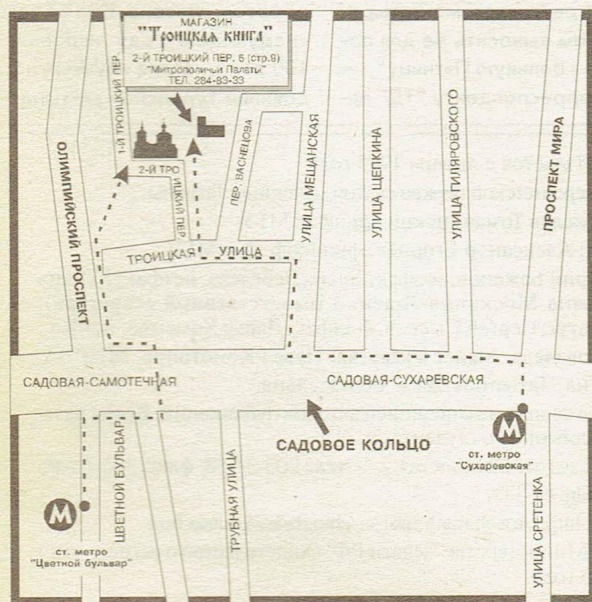 МАГАЗИН
"Троицкая книга"
2-Й ТРОИЦКИЙ ПЕР. 6 (стр.9)
"Митрополичьи Палаты"
ТЕЛ. 284-83-33
1-Й ТРОИЦКИЙ ПЕР.
2-Й ТРО
ИЦКИЙ ПЕР.
ПЕР. ВАСНЕЦОВА
ОЛИМПИЙСКИЙ ПРОСПЕКТ
УЛИЦА МЕЩАНСКАЯ
УЛИЦА ЩЕПКИНА
УЛИЦА ГИЛЯРОВСКОГО
ПРОСПЕКТ МИРА
ТРОИЦКАЯ УЛИЦА
САДОВАЯ-САМОТЕЧНАЯ
САДОВАЯ-СУХАРЕВСКАЯ
САДОВОЕ КОЛЬЦО
М
ст. метро
"Сухаревская"
М
ст. метро
"Цветной бульвар"
ЦВЕТНОЙ БУЛЬВАР
ТРУБНАЯ УЛИЦА
УЛИЦА СРЕТЕНКА